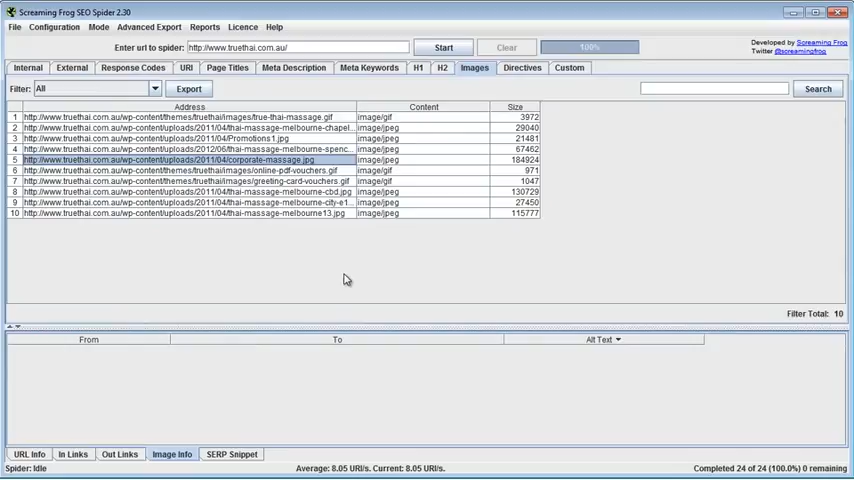 Screaming Frog SEO Spider 2.30
File Configuration Mode Advanced Export Reports Licence Help
Enter url to spider: http://www.truethai.com.au/ Start Clear 100% Developed by Screaming Frog
Twitter @screamingfrog
Internal External Response Codes URI Page Titles Meta Description Meta Keywords H1 H2 Images Directives Custom
Filter: All Export Search
Address Content Size
1 http://www.truethai.com.au/wp-content/themes/truethai/images/true-thai-massage.gif image/gif 3972
2 http://www.truethai.com.au/wp-content/uploads/2011/04/thai-massage-melbourne-chapel... image/jpeg 29040
3 http://www.truethai.com.au/wp-content/uploads/2011/04/Promotions1.jpg image/jpeg 21481
4 http://www.truethai.com.au/wp-content/uploads/2012/06/thai-massage-melbourne-spenc... image/jpeg 67462
5 http://www.truethai.com.au/wp-content/uploads/2011/04/corporate-massage.jpg image/jpeg 184924
6 http://www.truethai.com.au/wp-content/themes/truethai/images/online-pdf-vouchers.gif image/gif 971
7 http://www.truethai.com.au/wp-content/themes/truethai/images/greeting-card-vouchers.gif image/gif 1047
8 http://www.truethai.com.au/wp-content/uploads/2011/04/thai-massage-melbourne-cbd.jpg image/jpeg 130729
9 http://www.truethai.com.au/wp-content/uploads/2011/04/thai-massage-melbourne-city-e1... image/jpeg 27450
10 http://www.truethai.com.au/wp-content/uploads/2011/04/thai-massage-melbourne13.jpg image/jpeg 115777
Filter Total: 10
From To Alt Text
URL Info In Links Out Links Image Info SERP Snippet
Spider: Idle Average: 8.05 URI/s. Current: 8.05 URI/s. Completed 24 of 24 (100.0%) 0 remaining